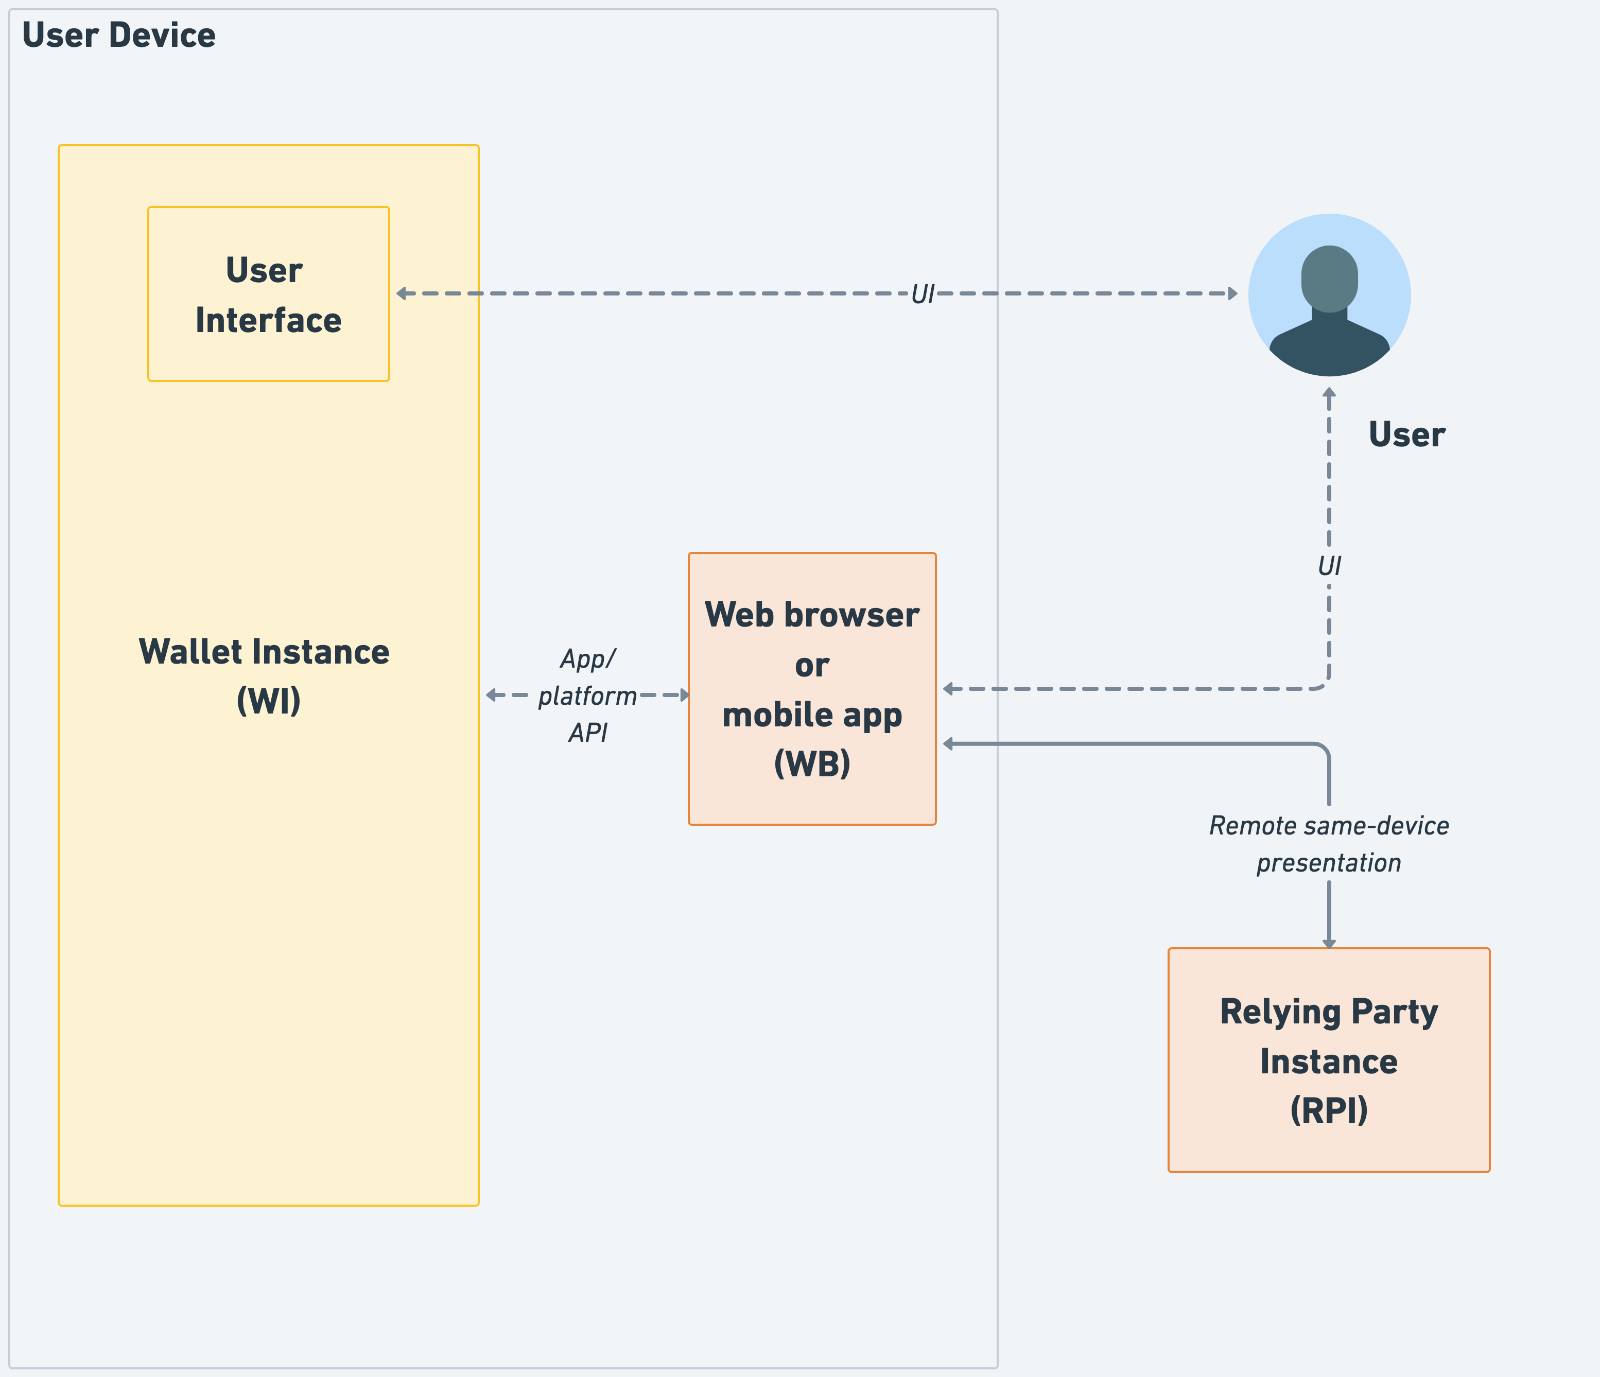 User Device
User
Interface
UI
User
UI
Wallet Instance
(WI)
App/
platform
API
Web browser
or
mobile app
(WB)
Remote same-device
presentation
Relying Party
Instance
(RPI)